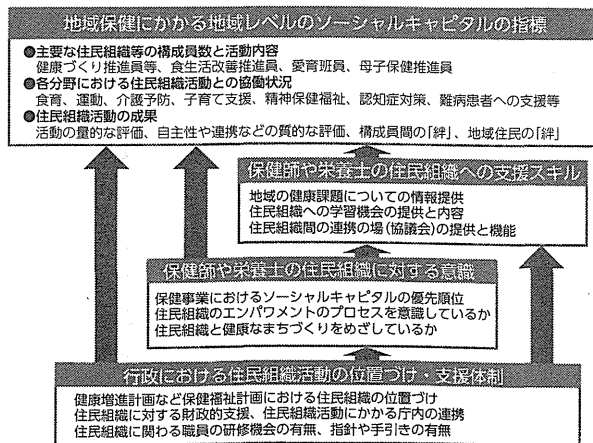 地域保健にかかる地域レベルのソーシャルキャピタルの指標
●主要な住民組織等の構成員数と活動内容
健康づくり推進員等、食生活改善推進員、愛育班員、母子保健推進員
●各分野における住民組織活動との協働状況
食育、運動、介護予防、子育て支援、精神保健福祉、認知症対策、難病患者への支援等
●住民組織活動の成果
活動の量的な評価、自主性や連携などの質的な評価、構成員間の「絆」、地域住民の「絆」
保健師や栄養士の住民組織への支援スキル
地域の健康課題についての情報提供
住民組織への学習機会の提供と内容
住民組織間の連携の場(協議会)の提供と機能
保健師や栄養士の住民組織に対する意識
保健事業におけるソーシャルキャピタルの優先順位
住民組織のエンパワメントのプロセスを意識しているか
住民組織と健康なまちづくりをめざしているか
行政における住民組織活動の位置づけ・支援体制
健康増進計画など保健福祉計画における住民組織の位置づけ
住民組織に対する財政的支援、住民組織活動にかかる庁内の連携
住民組織に関わる職員の研修機会の有無、指針や手引きの有無